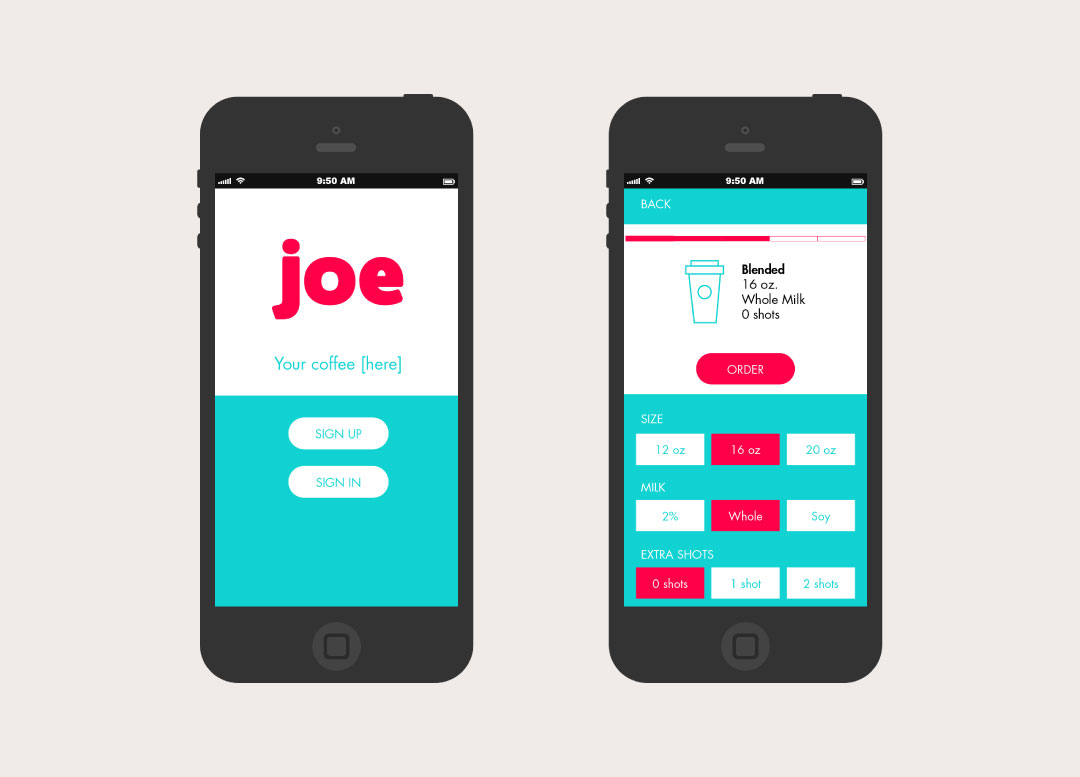 9:50 AM
joe
Your coffee [here]
SIGN UP
SIGN IN
9:50 AM
BACK
Blended
16 oz.
Whole Milk
0 shots
ORDER
SIZE
12 oz 16 oz 20 oz
MILK
2% Whole Soy
EXTRA SHOTS
0 shots 1 shot 2 shots